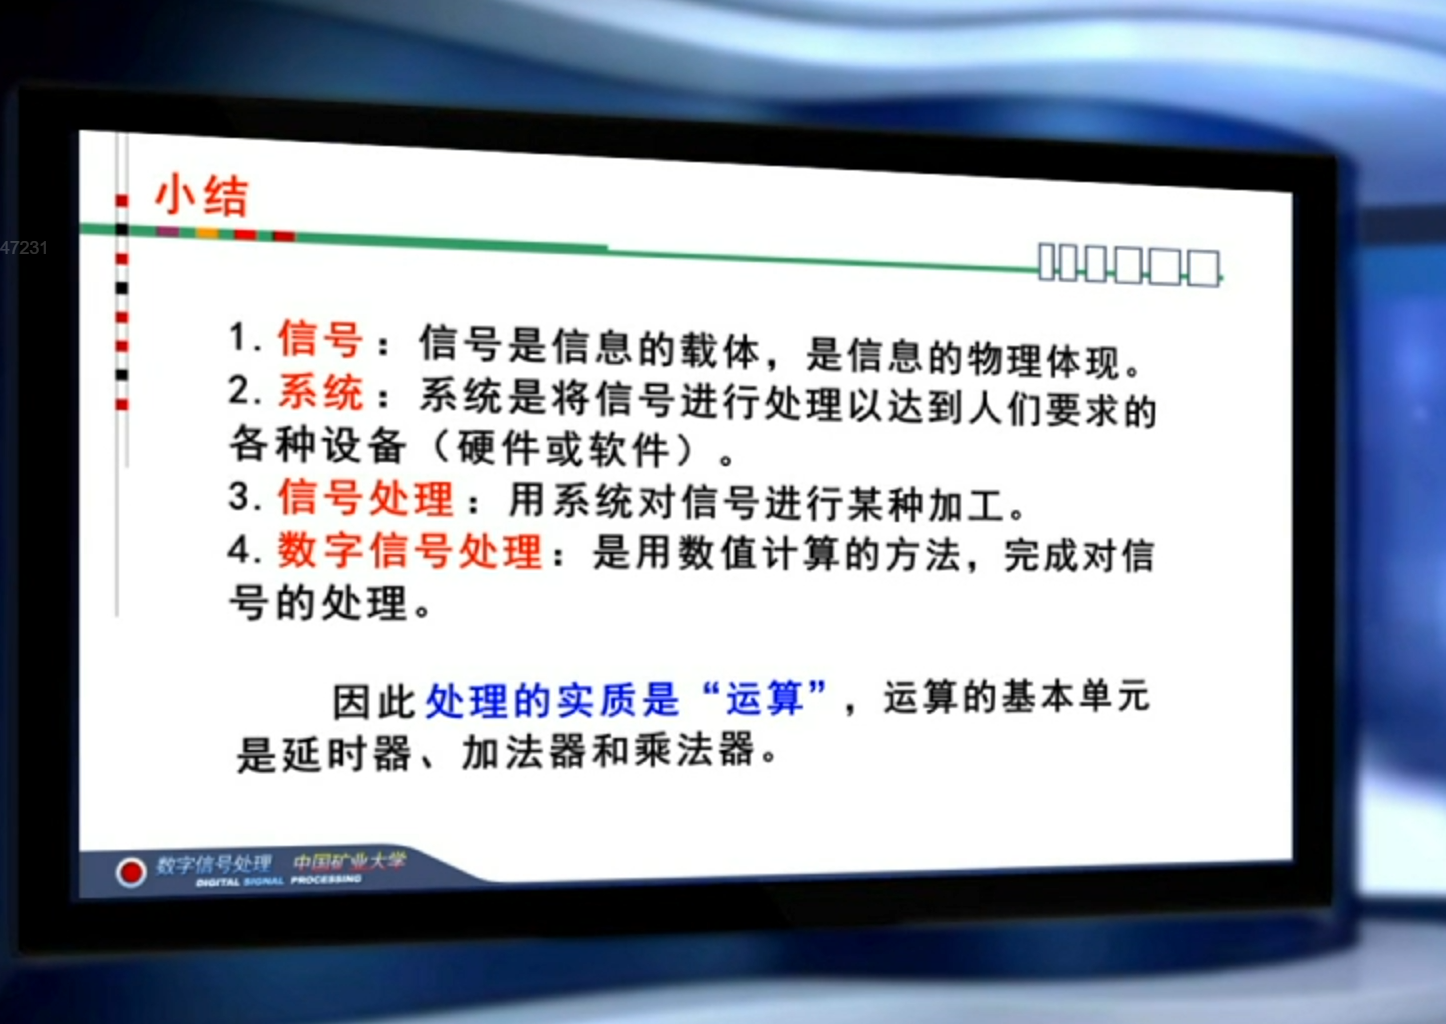 小结
47231
1. 信号：信号是信息的载体，是信息的物理体现。
2. 系统：系统是将信号进行处理以达到人们要求的
各种设备（硬件或软件）。
3. 信号处理：用系统对信号进行某种加工。
4. 数字信号处理：是用数值计算的方法，完成对信
号的处理。
因此处理的实质是“运算”，运算的基本单元
是延时器、加法器和乘法器。
数字信号处理 中国矿业大学
DIGITAL SIGNAL PROCESSING